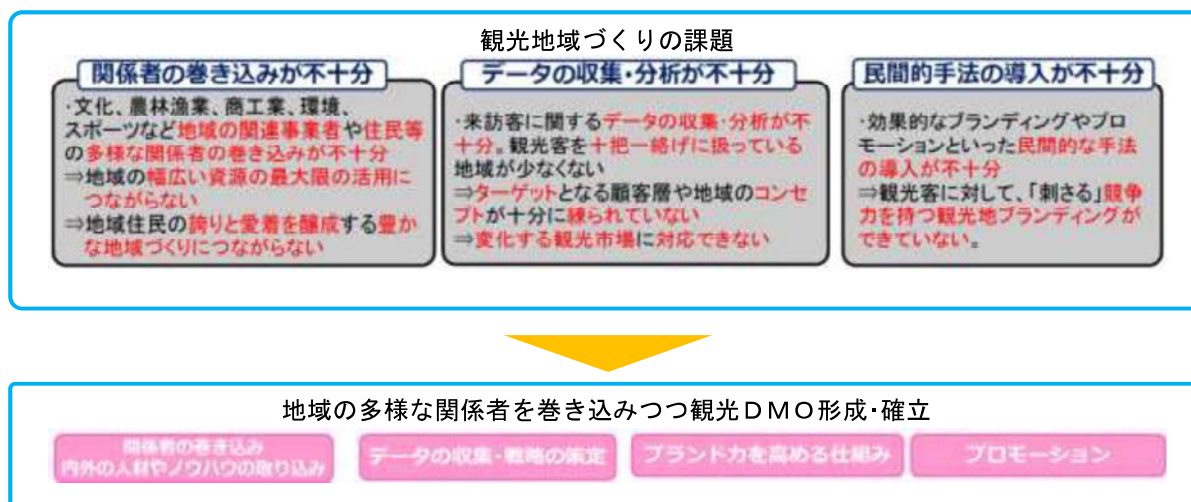 観光地域づくりの課題
関係者の巻き込みが不十分
・文化、農林漁業、商工業、環境、
スポーツなど地域の関連事業者や住民等
の多様な関係者の巻き込みが不十分
⇒地域の幅広い資源の最大限の活用に
つながらない
⇒地域住民の誇りと愛着を醸成する豊か
な地域づくりにつながらない
データの収集・分析が不十分
・来訪客に関するデータの収集・分析が不
十分。観光客を十把一絡げに扱っている
地域が少なくない
⇒ターゲットとなる顧客層や地域のコンセ
プトが十分に練られていない
⇒変化する観光市場に対応できない
民間的手法の導入が不十分
・効果的なブランディングやプロ
モーションといった民間的な手法
の導入が不十分
⇒観光客に対して、「刺さる」競争
力を持つ観光地ブランディングが
できていない。
地域の多様な関係者を巻き込みつつ観光DMO形成・確立
関係者の巻き込み
内外の人材やノウハウの取り込み
データの収集・戦略の策定
ブランド力を高める仕組み
プロモーション